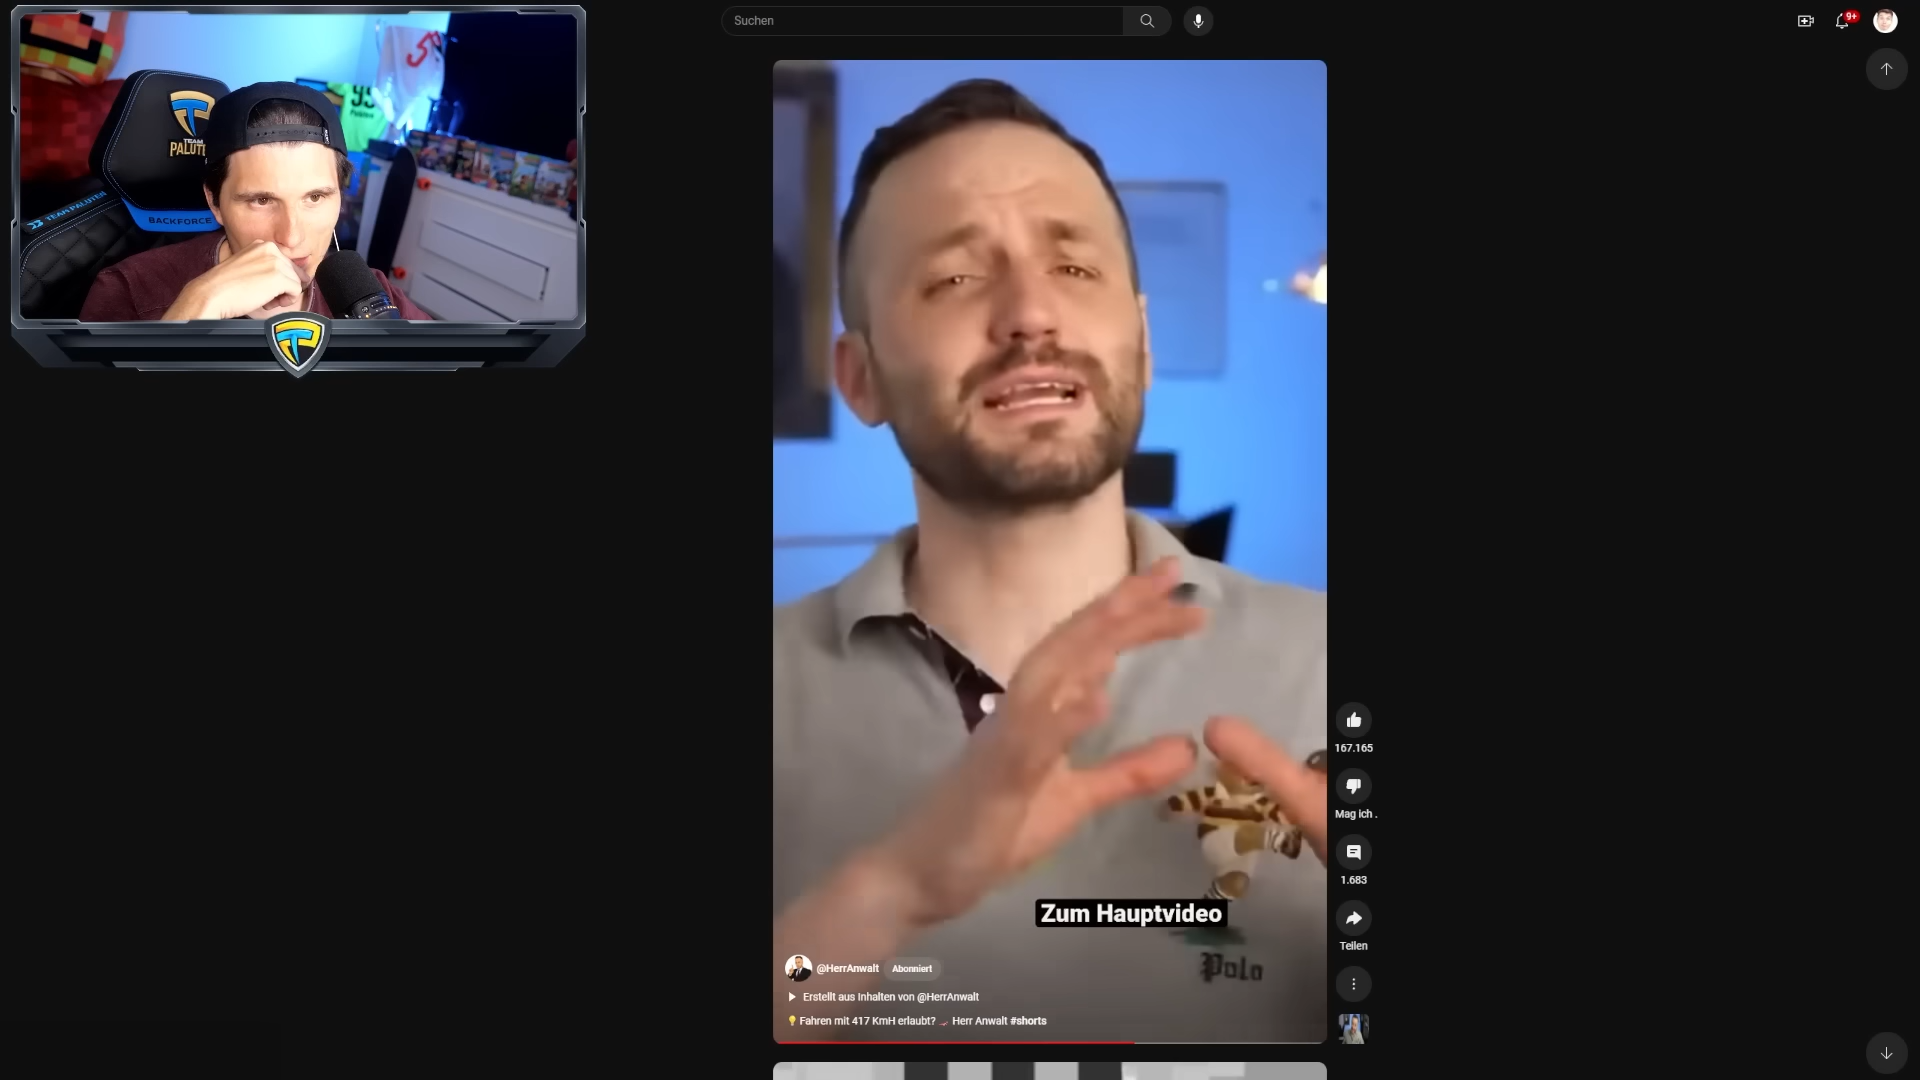 Suchen
9+
TEAM
BACKFORCE
TEAM PALUTEN
167.165
Mag ich .
1.683
Teilen
Zum Hauptvideo
Polo
@HerrAnwalt
Abonniert
Erstellt aus Inhalten von @HerrAnwalt
Fahren mit 417 KmH erlaubt? Herr Anwalt #shorts